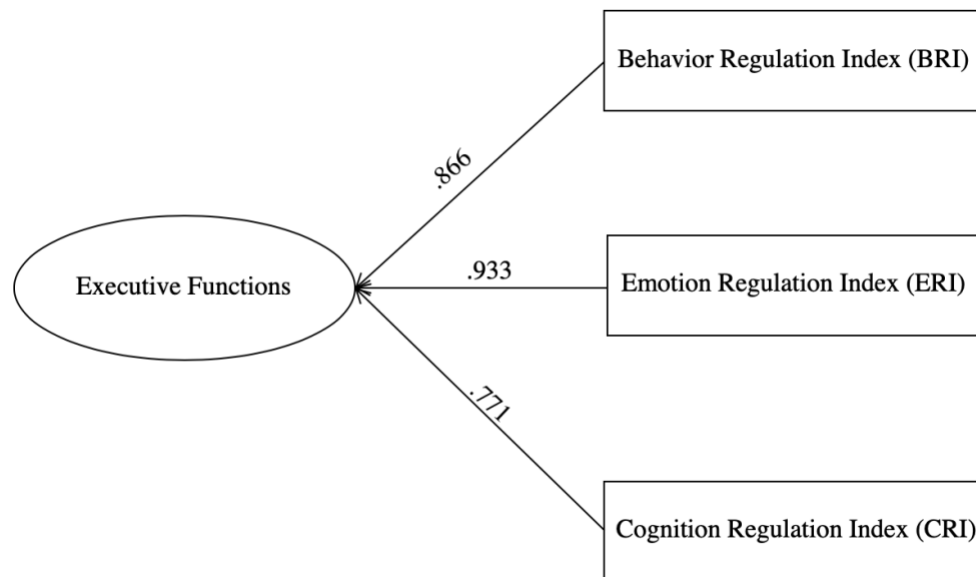 Behavior Regulation Index (BRI)
.866
Executive Functions
.933
Emotion Regulation Index (ERI)
.771
Cognition Regulation Index (CRI)